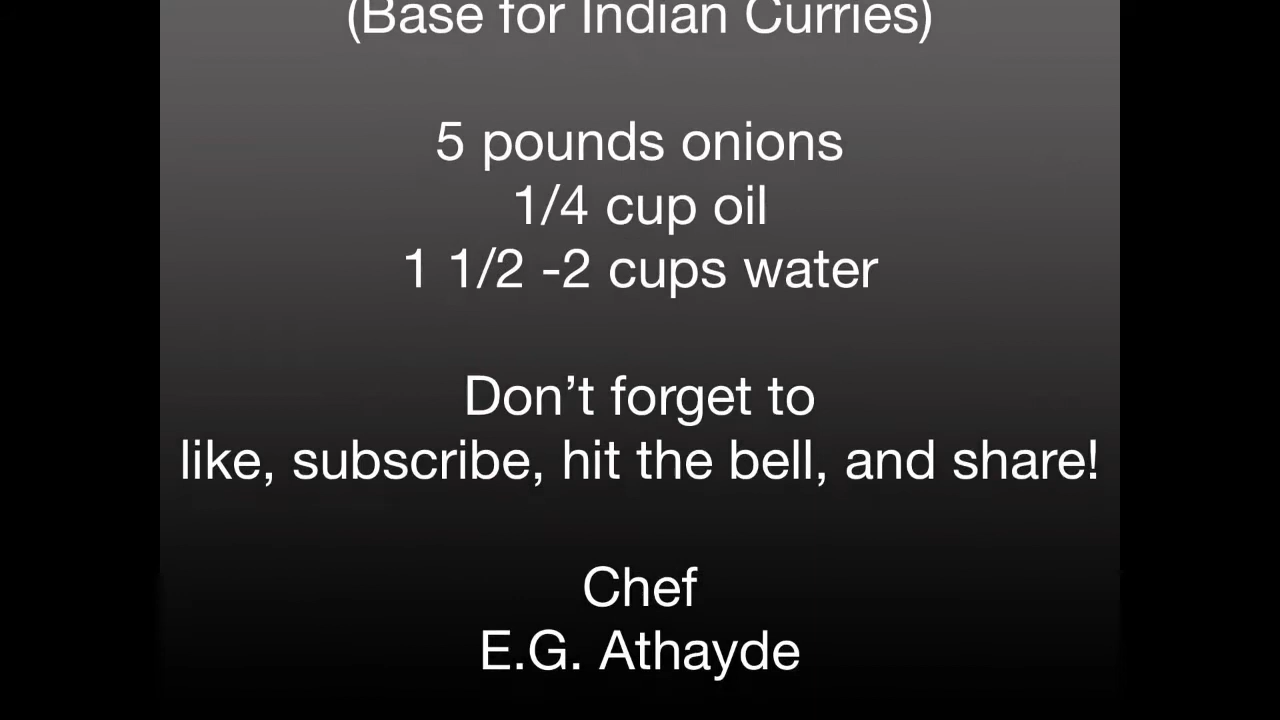 (Base for Indian Curries)
5 pounds onions
1/4 cup oil
1 1/2 -2 cups water
Don’t forget to
like, subscribe, hit the bell, and share!
Chef
E.G. Athayde